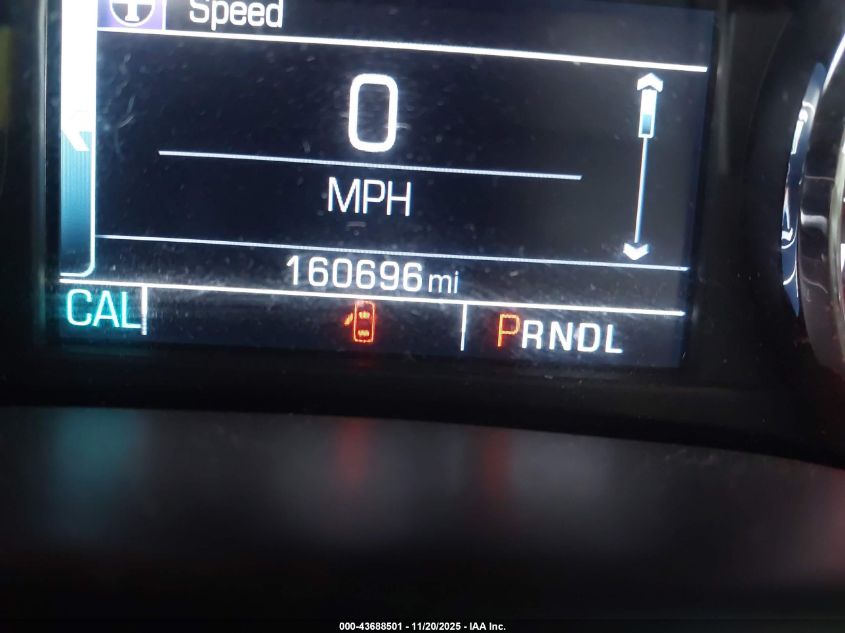 Speed
0
MPH
160696 mi
CAL
PRNDL
000-43688501 - 11/20/2025 - IAA Inc.